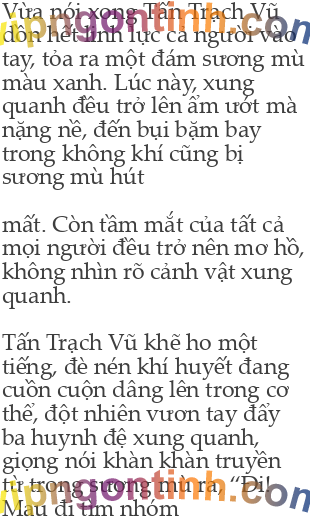 Vừa nói xong Tấn Trạch Vũ
dồn hết linh lực cả người vào
tay, tỏa ra một đám sương mù
màu xanh. Lúc này, xung
quanh đều trở lên ẩm ướt mà
nặng nề, đến bụi bặm bay
trong không khí cũng bị
sương mù hút
mất. Còn tầm mắt của tất cả
mọi người đều trở nên mơ hồ,
không nhìn rõ cảnh vật xung
quanh.
Tấn Trạch Vũ khẽ ho một
tiếng, đè nén khí huyết đang
cuồn cuộn dâng lên trong cơ
thể, đột nhiên vươn tay đẩy
ba huynh đệ xung quanh,
giọng nói khàn khàn truyền
từ trong sương mù ra, “Đi!
Mau đi tìm nhóm